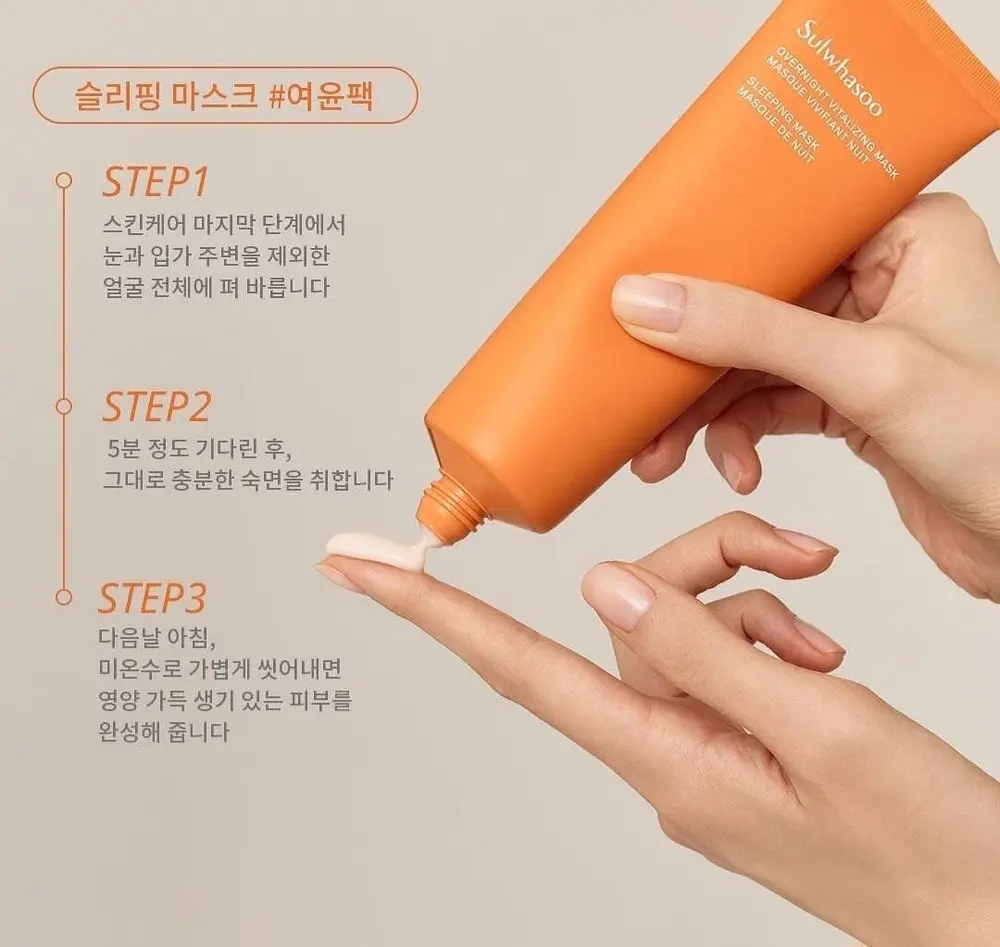 슬리핑 마스크 #여윤팩
STEP1
스킨케어 마지막 단계에서
눈과 입가 주변을 제외한
얼굴 전체에 펴 바릅니다
STEP2
5분 정도 기다린 후,
그대로 충분한 숙면을 취합니다
STEP3
다음날 아침,
미온수로 가볍게 씻어내면
영양 가득 생기 있는 피부를
완성해 줍니다
Sulwhasoo
OVERNIGHT VITALIZING MASK
MASQUE VIVIFIANT NUIT
SLEEPING MASK
MASQUE DE NUIT